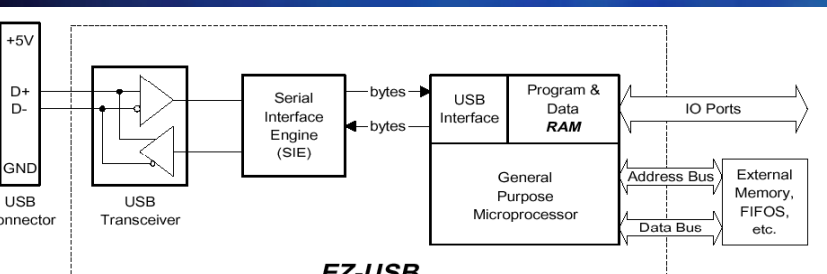 +5V
D+
D-
GND
USB
onnector
USB
Transceiver
Serial
Interface
Engine
(SIE)
bytes
bytes
USB
Interface
Program &
Data
RAM
General
Purpose
Microprocessor
IO Ports
Address Bus
Data Bus
External
Memory,
FIFOS,
etc.
EZ-USB